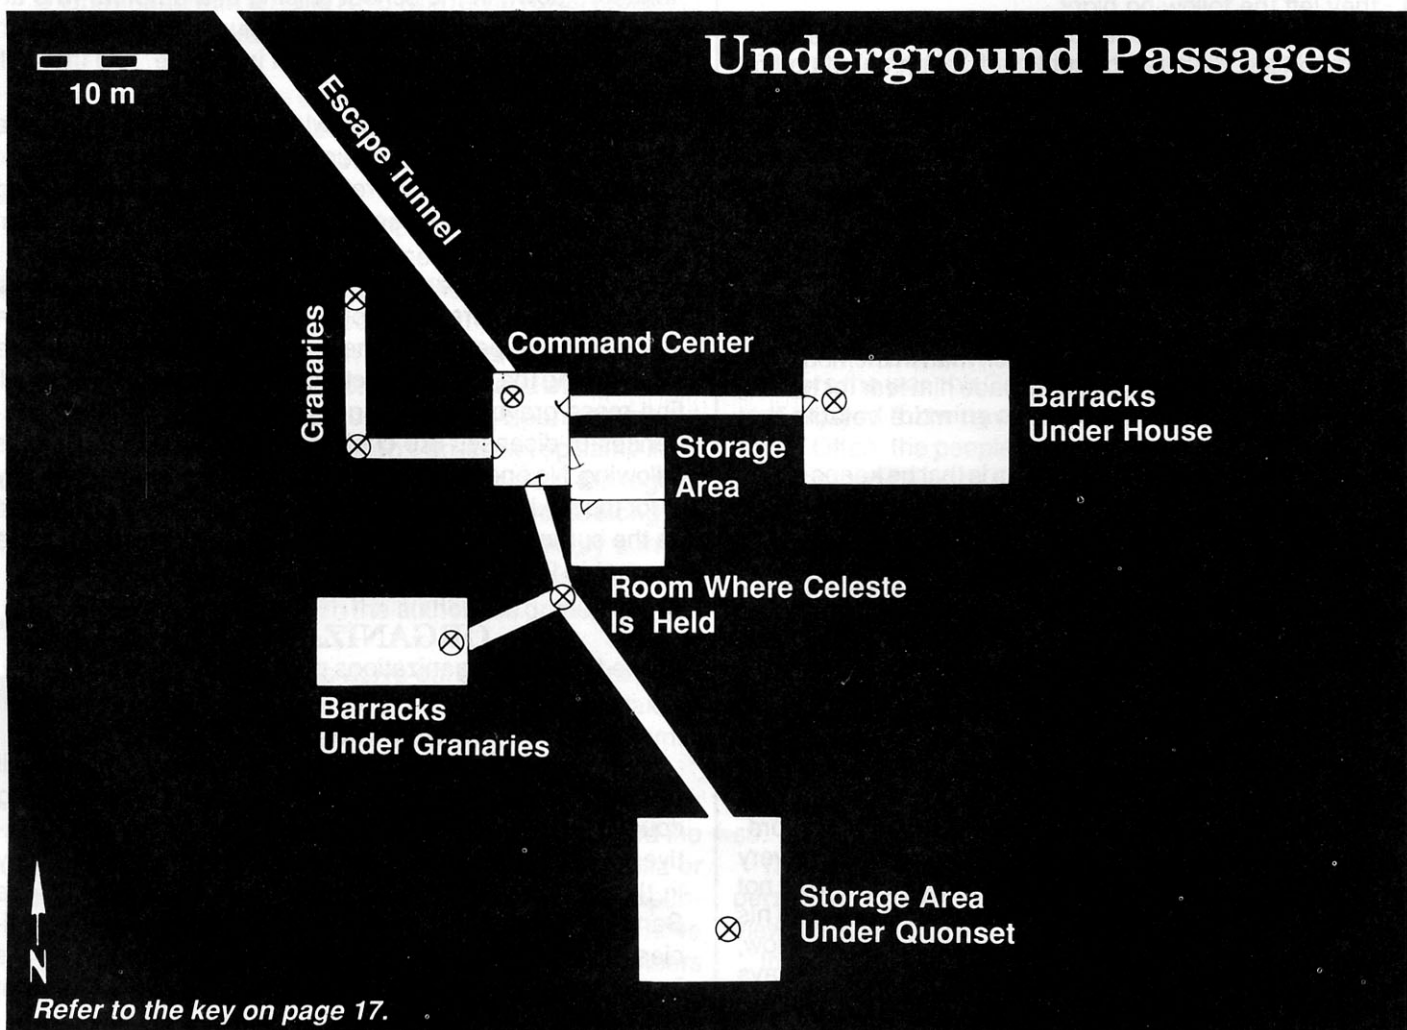 Underground Passages
10 m
Escape Tunnel
Granaries
Command Center
Barracks
Under House
Storage
Area
Room Where Celeste
Is Held
Barracks
Under Granaries
Storage Area
Under Quonset
N
Refer to the key on page 17.